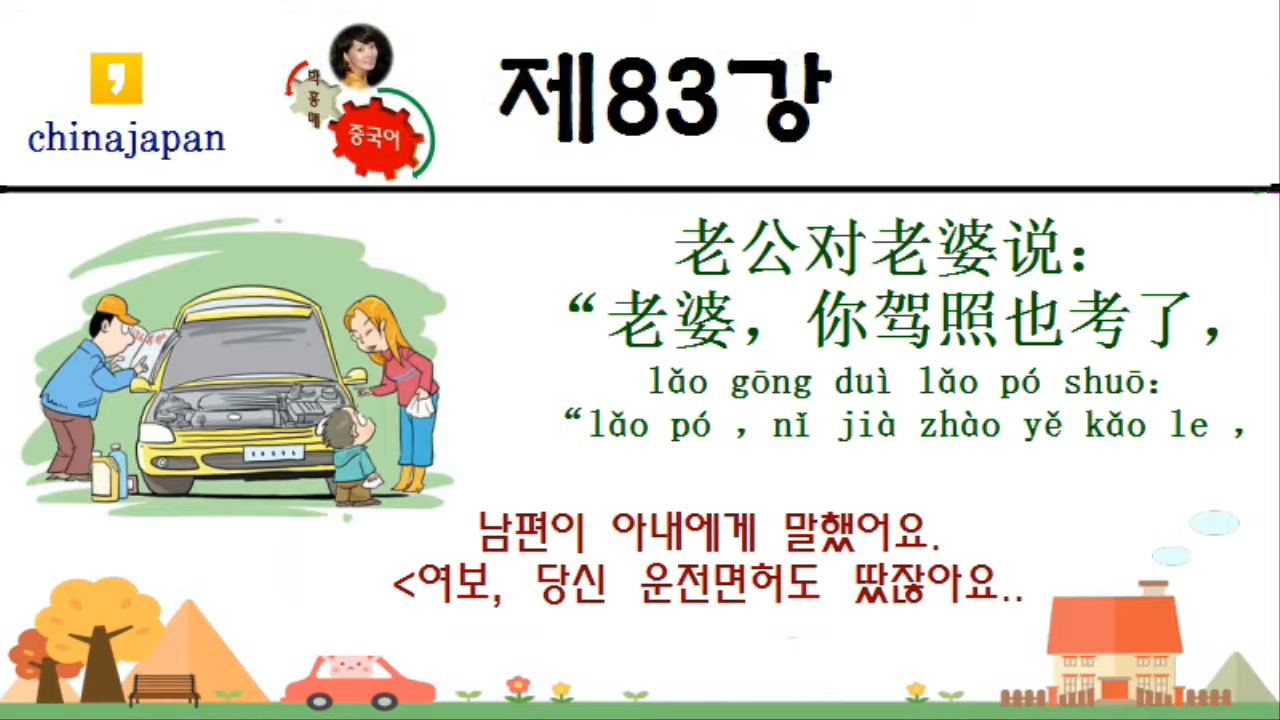 ,
chinajapan
박
홍
매
중국어
제83강
老公对老婆说：
“老婆，你驾照也考了，
lǎo gōng duì lǎo pó shuō：
“lǎo pó ，nǐ jià zhào yě kǎo le ，
남편이 아내에게 말했어요.
<여보, 당신 운전면허도 땄잖아요..